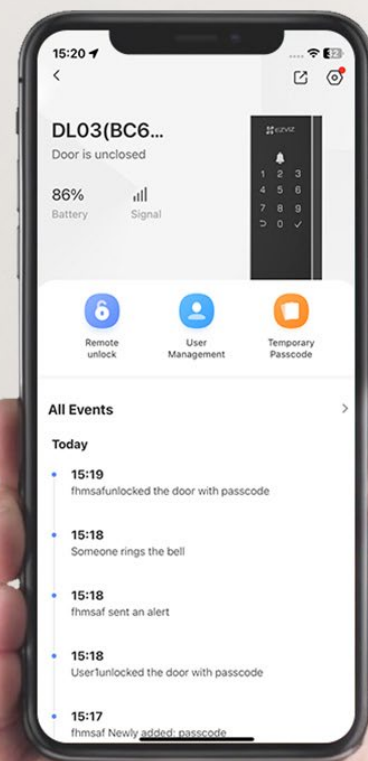 15:20
32
DL03(BC6...
Door is unclosed
86%
Battery
Signal
EZVIZ
1 2 3
4 5 6
7 8 9
0
Remote
unlock
User
Management
Temporary
Passcode
All Events
Today
15:19
fhmsafunlocked the door with passcode
15:18
Someone rings the bell
15:18
fhmsaf sent an alert
15:18
User1unlocked the door with passcode
15:17
fhmsaf Newly added: passcode